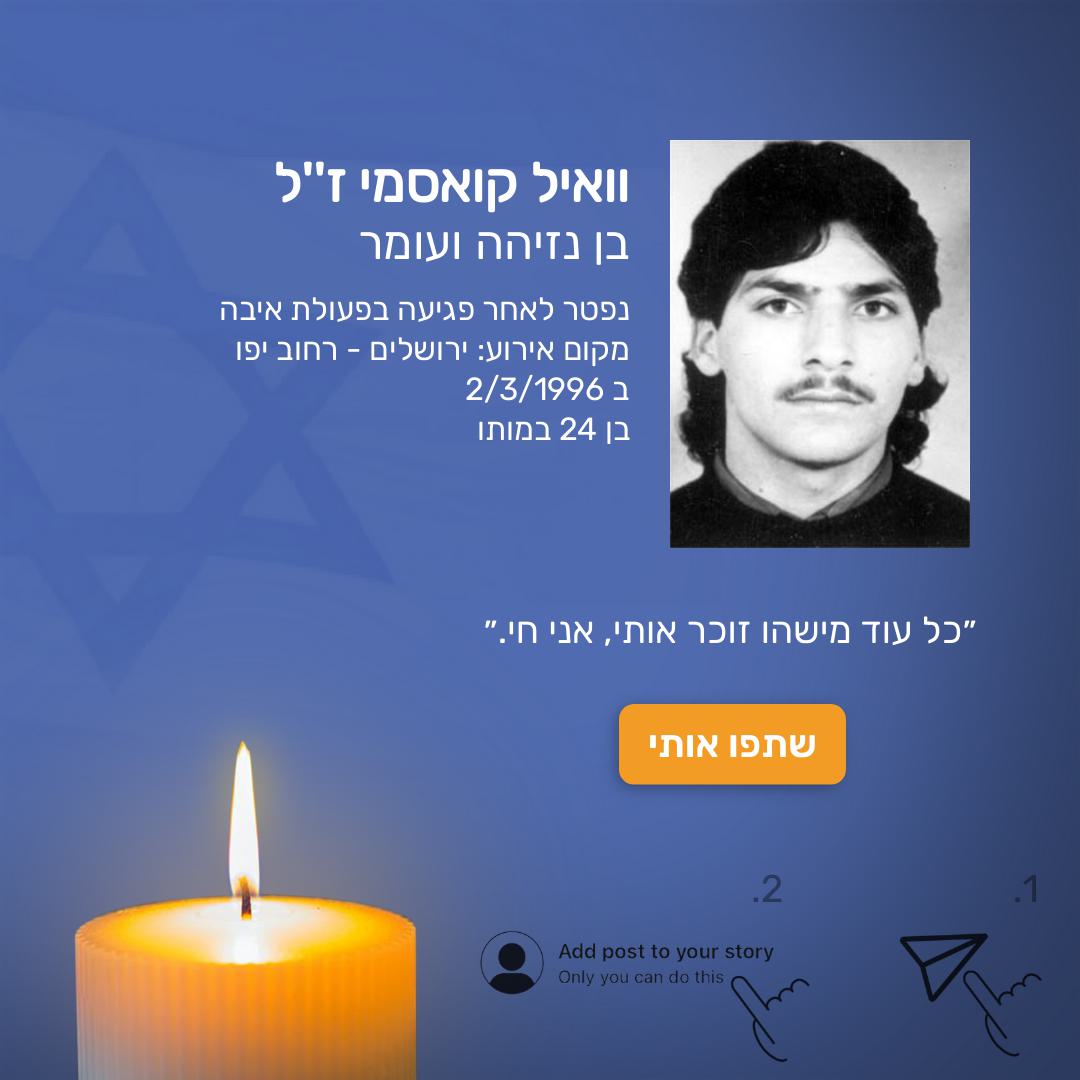 וואיל קואסמי ז"ל
בן נזיהה ועומר
נפטר לאחר פגיעה בפעולת איבה
מקום אירוע: ירושלים - רחוב יפו
ב 2/3/1996
בן 24 במותו
״כל עוד מישהו זוכר אותי, אני חי.״
שתפו אותי
1.
2.
Add post to your story
Only you can do this